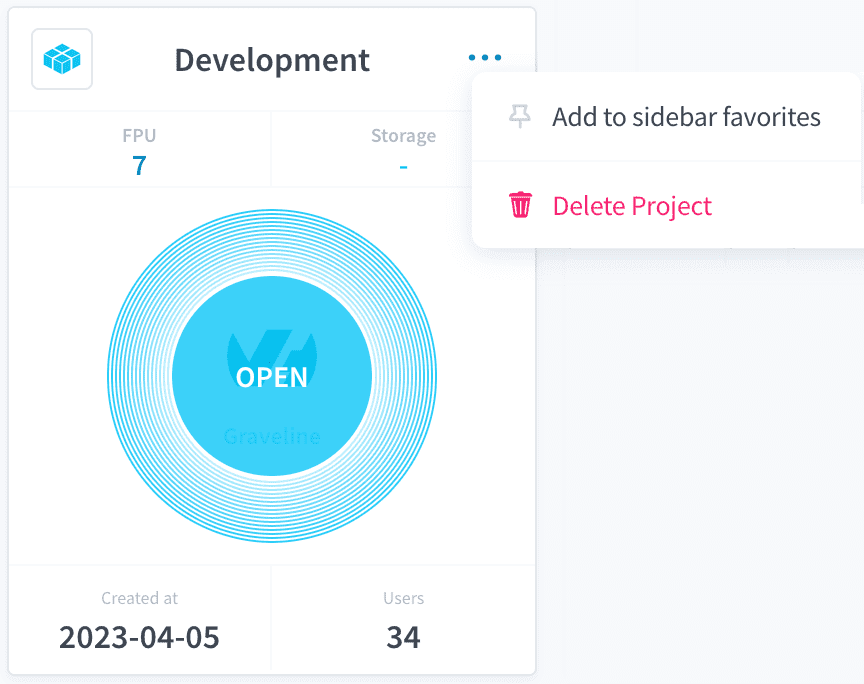 Development
Add to sidebar favorites
Delete Project
FPU
7
Storage
-
OPEN
Graveline
Created at
2023-04-05
Users
34